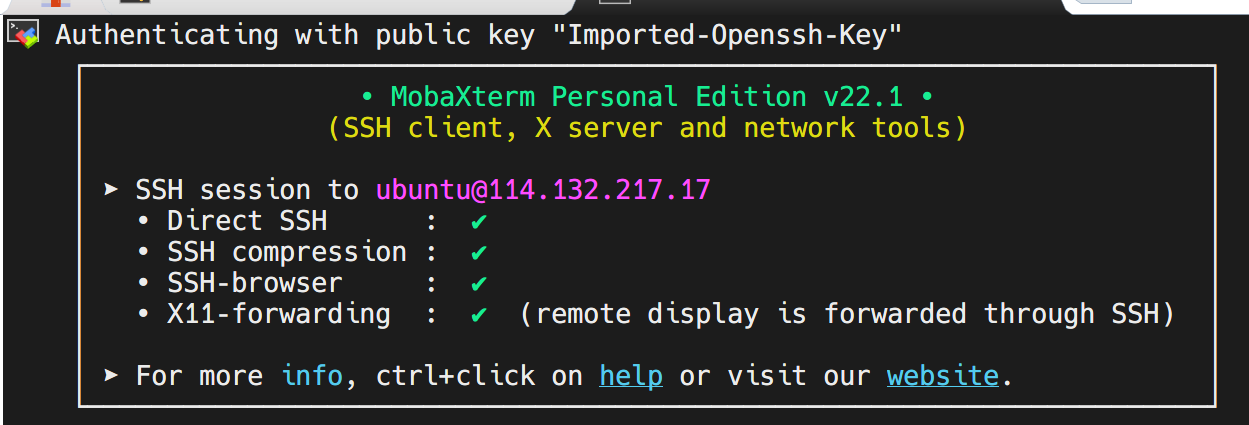 Authenticating with public key "Imported-Openssh-Key"
• MobaXterm Personal Edition v22.1 •
(SSH client, X server and network tools)
➤ SSH session to ubuntu@114.132.217.17
• Direct SSH : ✔
• SSH compression : ✔
• SSH-browser : ✔
• X11-forwarding : ✔ (remote display is forwarded through SSH)
➤ For more info, ctrl+click on help or visit our website.